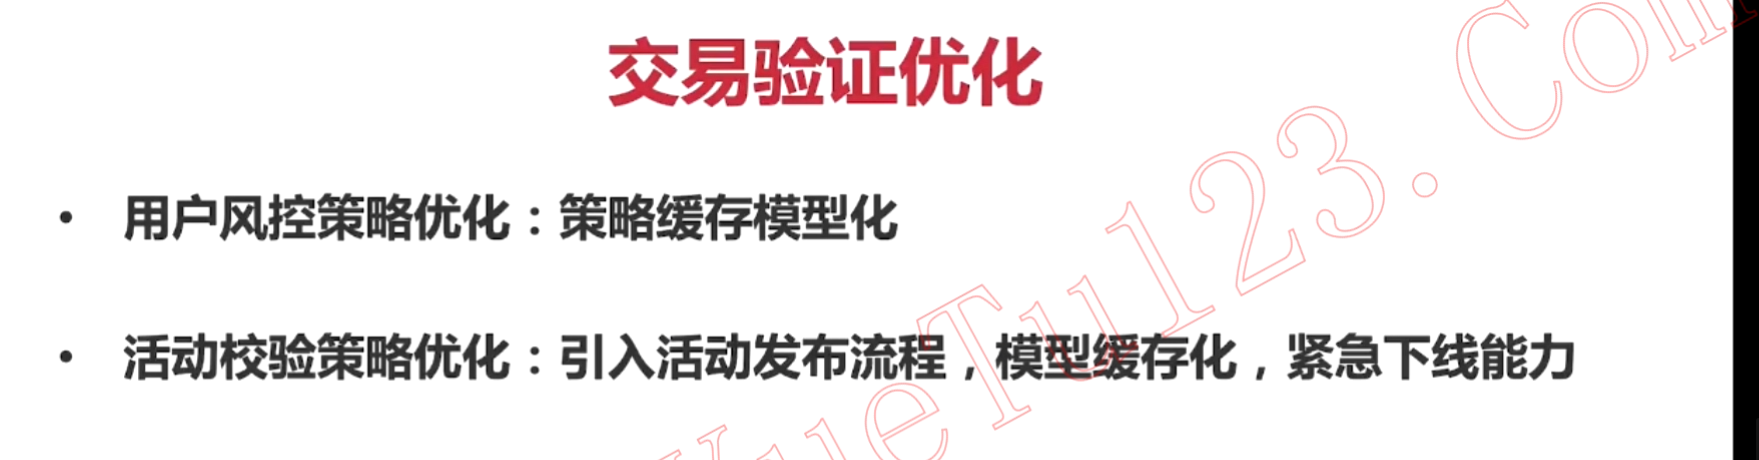 交易验证优化
• 用户风控策略优化：策略缓存模型化
• 活动校验策略优化：引入活动发布流程，模型缓存化，紧急下线能力
XueTu123.Com